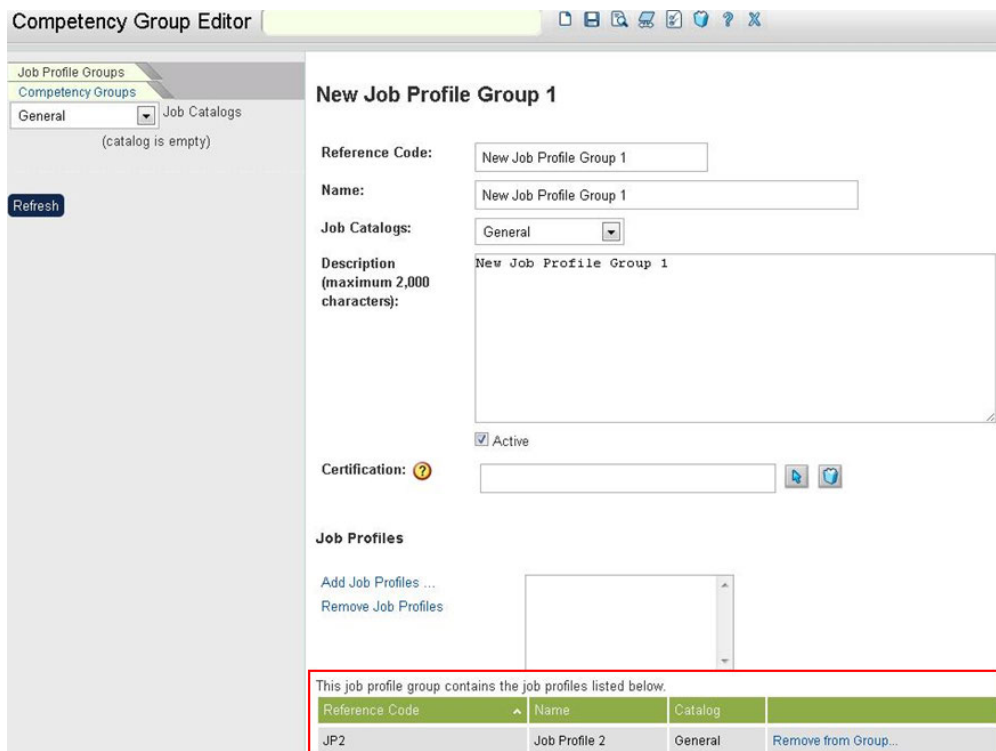 Competency Group Editor
Job Profile Groups
Competency Groups
General Job Catalogs
(catalog is empty)
Refresh
New Job Profile Group 1
Reference Code: New Job Profile Group 1
Name: New Job Profile Group 1
Job Catalogs: General
Description
(maximum 2,000
characters):
New Job Profile Group 1
Active
Certification: ?
Job Profiles
Add Job Profiles ...
Remove Job Profiles
This job profile group contains the job profiles listed below.
Reference Code Name Catalog
JP2 Job Profile 2 General Remove from Group...